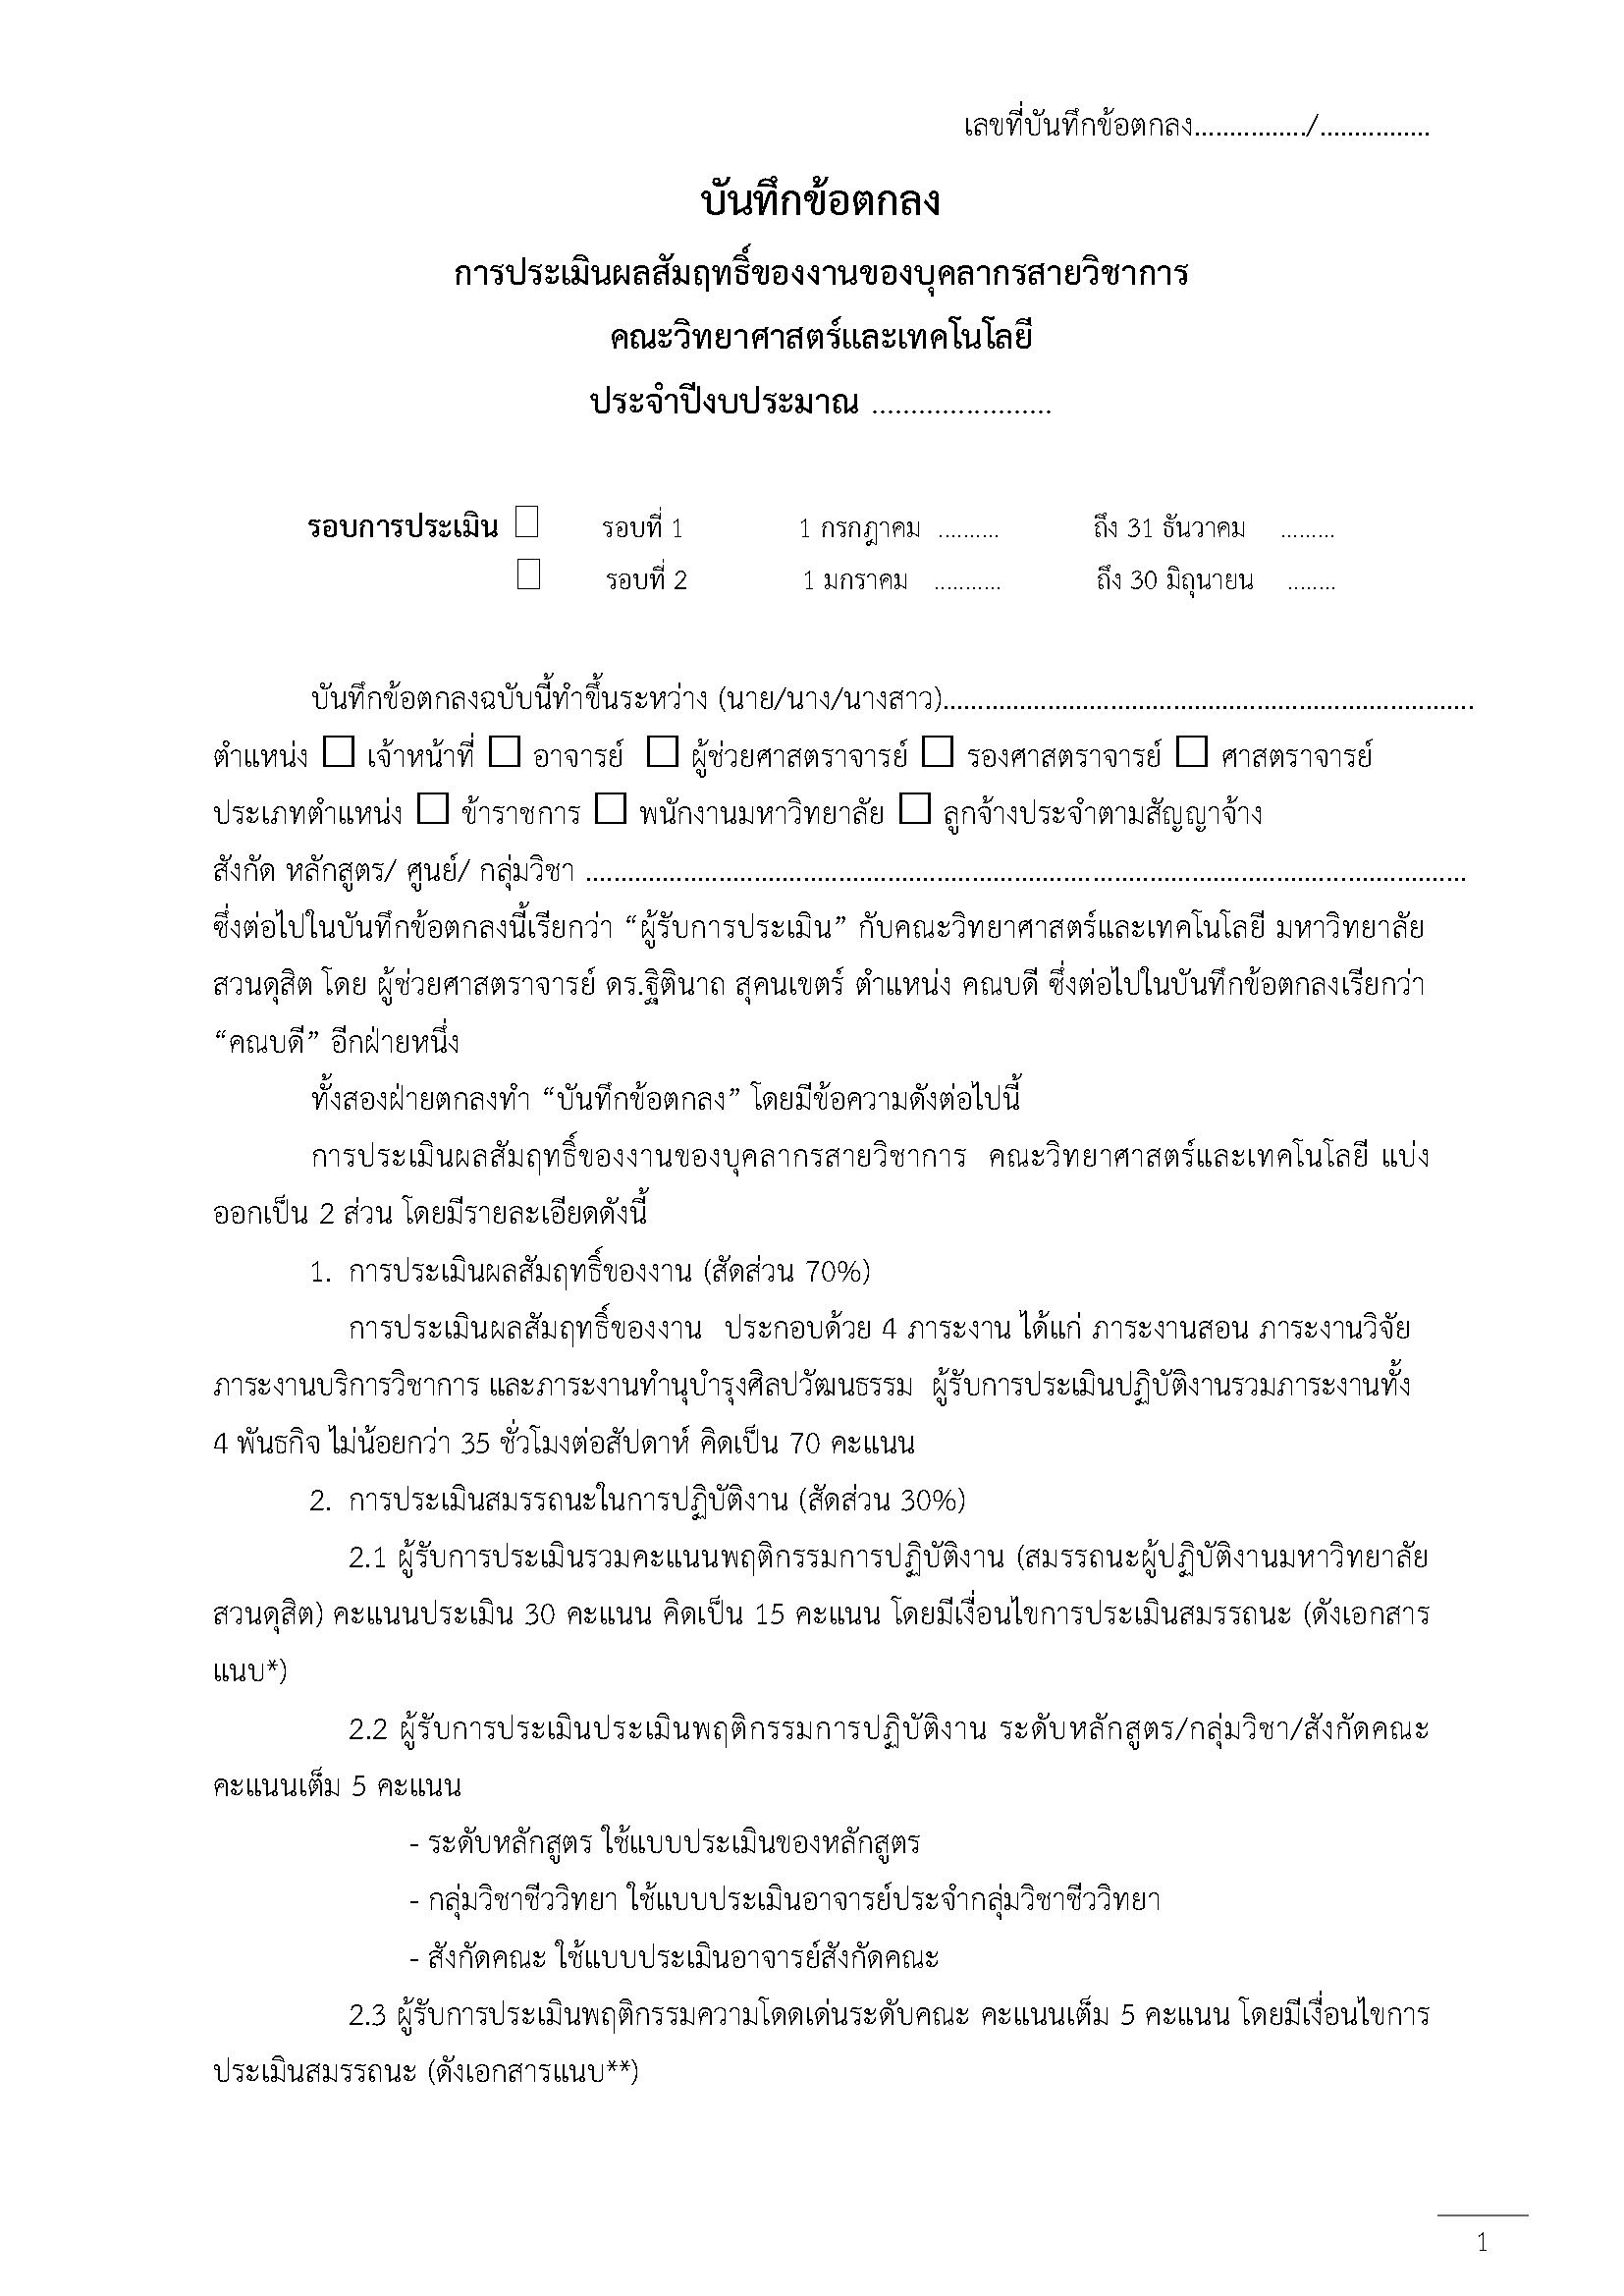 เลขที่บันทึกข้อตกลง................/................
บันทึกข้อตกลง
การประเมินผลสัมฤทธิ์ของงานของบุคลากรสายวิชาการ
คณะวิทยาศาสตร์และเทคโนโลยี
ประจำปีงบประมาณ .......................
รอบการประเมิน □ รอบที่ 1 1 กรกฎาคม .......... ถึง 31 ธันวาคม .........
□ รอบที่ 2 1 มกราคม ........... ถึง 30 มิถุนายน ........
บันทึกข้อตกลงฉบับนี้ทำขึ้นระหว่าง (นาย/นาง/นางสาว)............................................................................
ตำแหน่ง □ เจ้าหน้าที่ □ อาจารย์ □ ผู้ช่วยศาสตราจารย์ □ รองศาสตราจารย์ □ ศาสตราจารย์
ประเภทตำแหน่ง □ ข้าราชการ □ พนักงานมหาวิทยาลัย □ ลูกจ้างประจำตามสัญญาจ้าง
สังกัด หลักสูตร/ ศูนย์/ กลุ่มวิชา ..............................................................................................................................
ซึ่งต่อไปในบันทึกข้อตกลงนี้เรียกว่า “ผู้รับการประเมิน” กับคณะวิทยาศาสตร์และเทคโนโลยี มหาวิทยาลัย
สวนดุสิต โดย ผู้ช่วยศาสตราจารย์ ดร.ฐิตินาถ สุคนเขตร์ ตำแหน่ง คณบดี ซึ่งต่อไปในบันทึกข้อตกลงเรียกว่า
“คณบดี” อีกฝ่ายหนึ่ง
ทั้งสองฝ่ายตกลงทำ “บันทึกข้อตกลง” โดยมีข้อความดังต่อไปนี้
การประเมินผลสัมฤทธิ์ของงานของบุคลากรสายวิชาการ คณะวิทยาศาสตร์และเทคโนโลยี แบ่ง
ออกเป็น 2 ส่วน โดยมีรายละเอียดดังนี้
1. การประเมินผลสัมฤทธิ์ของงาน (สัดส่วน 70%)
การประเมินผลสัมฤทธิ์ของงาน ประกอบด้วย 4 ภาระงาน ได้แก่ ภาระงานสอน ภาระงานวิจัย
ภาระงานบริการวิชาการ และภาระงานทำนุบำรุงศิลปวัฒนธรรม ผู้รับการประเมินปฏิบัติงานรวมภาระงานทั้ง
4 พันธกิจ ไม่น้อยกว่า 35 ชั่วโมงต่อสัปดาห์ คิดเป็น 70 คะแนน
2. การประเมินสมรรถนะในการปฏิบัติงาน (สัดส่วน 30%)
2.1 ผู้รับการประเมินรวมคะแนนพฤติกรรมการปฏิบัติงาน (สมรรถนะผู้ปฏิบัติงานมหาวิทยาลัย
สวนดุสิต) คะแนนประเมิน 30 คะแนน คิดเป็น 15 คะแนน โดยมีเงื่อนไขการประเมินสมรรถนะ (ดังเอกสาร
แนบ*)
2.2 ผู้รับการประเมินประเมินพฤติกรรมการปฏิบัติงาน ระดับหลักสูตร/กลุ่มวิชา/สังกัดคณะ
คะแนนเต็ม 5 คะแนน
- ระดับหลักสูตร ใช้แบบประเมินของหลักสูตร
- กลุ่มวิชาชีววิทยา ใช้แบบประเมินอาจารย์ประจำกลุ่มวิชาชีววิทยา
- สังกัดคณะ ใช้แบบประเมินอาจารย์สังกัดคณะ
2.3 ผู้รับการประเมินพฤติกรรมความโดดเด่นระดับคณะ คะแนนเต็ม 5 คะแนน โดยมีเงื่อนไขการ
ประเมินสมรรถนะ (ดังเอกสารแนบ**)
1